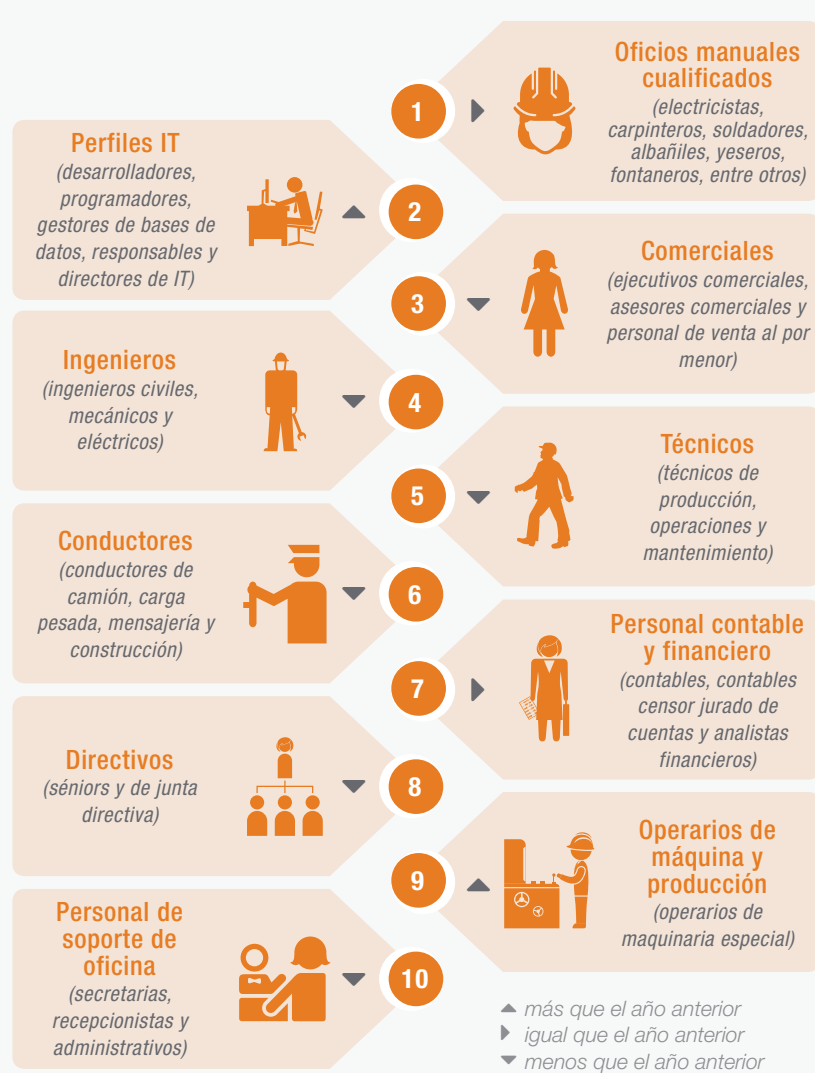 1
Oficios manuales
cualificados
(electricistas,
carpinteros, soldadores,
albañiles, yeseros,
fontaneros, entre otros)
Perfiles IT
(desarrolladores,
programadores,
gestores de bases de
datos, responsables y
directores de IT)
2
3
Comerciales
(ejecutivos comerciales,
asesores comerciales y
personal de venta al por
menor)
Ingenieros
(ingenieros civiles,
mecánicos y
eléctricos)
4
5
Técnicos
(técnicos de
producción,
operaciones y
mantenimiento)
Conductores
(conductores de
camión, carga
pesada, mensajería y
construcción)
6
7
Personal contable
y financiero
(contables, contables
censor jurado de
cuentas y analistas
financieros)
Directivos
(séniors y de junta
directiva)
8
9
Operarios de
máquina y
producción
(operarios de
maquinaria especial)
Personal de
soporte de
oficina
(secretarias,
recepcionistas y
administrativos)
10
más que el año anterior
igual que el año anterior
menos que el año anterior